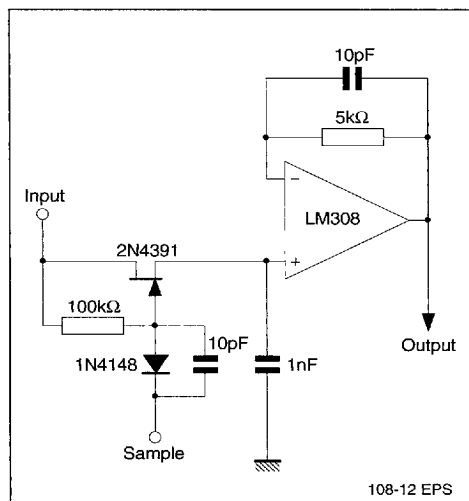 10pF
5kΩ
Input
LM308
2N4391
100kΩ
10pF
1nF
Output
1N4148
Sample
108-12 EPS